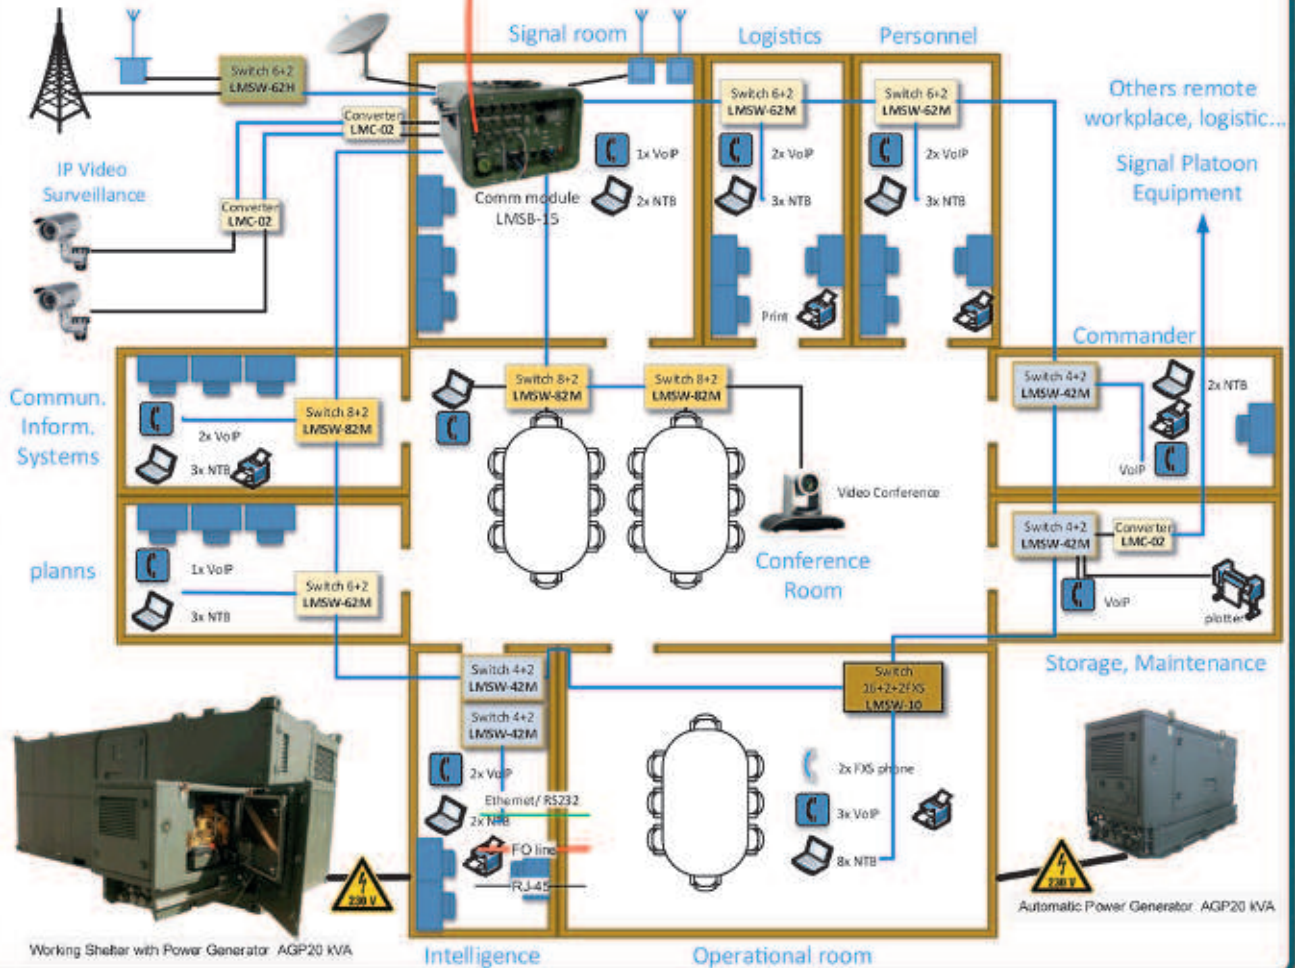 Signal room
Logistics
Personnel
Switch 6+2
LMSW-62H
Switch 6+2
LMSW-62M
Switch 6+2
LMSW-62M
Others remote
workplace, logistic...
Signal Platoon
Equipment
Converter
LMC-02
IP Video
Surveillance
Converter
LMC-02
1x VoIP
2x NTB
2x VoIP
3x NTB
2x VoIP
3x NTB
Comm module
LMSB-15
Print
Commander
Switch 8+2
LMSW-82M
Switch 8+2
LMSW-82M
Switch 4+2
LMSW-42M
2x NTB
VoIP
Commun.
Inform.
Systems
Switch 8+2
LMSW-82M
2x VoIP
3x NTB
Video Conference
Conference
Room
Switch 4+2
LMSW-42M
Converter
LMC-02
VoIP
plotter
planns
1x VoIP
3x NTB
Switch 6+2
LMSW-62M
Storage, Maintenance
Switch 4+2
LMSW-42M
Switch 4+2
LMSW-42M
Switch
16+2+2FXS
LMSW-10
2x VoIP
Ethernet/ RS232
2x NTB
FO line
RJ-45
2x FXS phone
3x VoIP
8x NTB
230 V
230 V
Working Shelter with Power Generator AGP20 kVA
Automatic Power Generator AGP20 kVA
Intelligence
Operational room